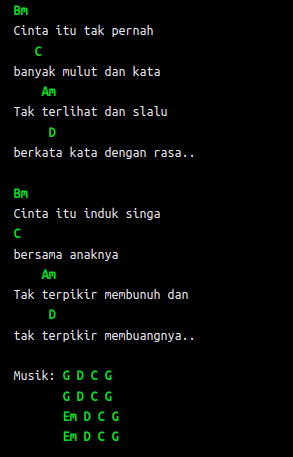 Bm
Cinta itu tak pernah
C
banyak mulut dan kata
Am
Tak terlihat dan slalu
D
berkata kata dengan rasa..
Bm
Cinta itu induk singa
C
bersama anaknya
Am
Tak terpikir membunuh dan
D
tak terpikir membuangnya..
Musik: G D C G
G D C G
Em D C G
Em D C G